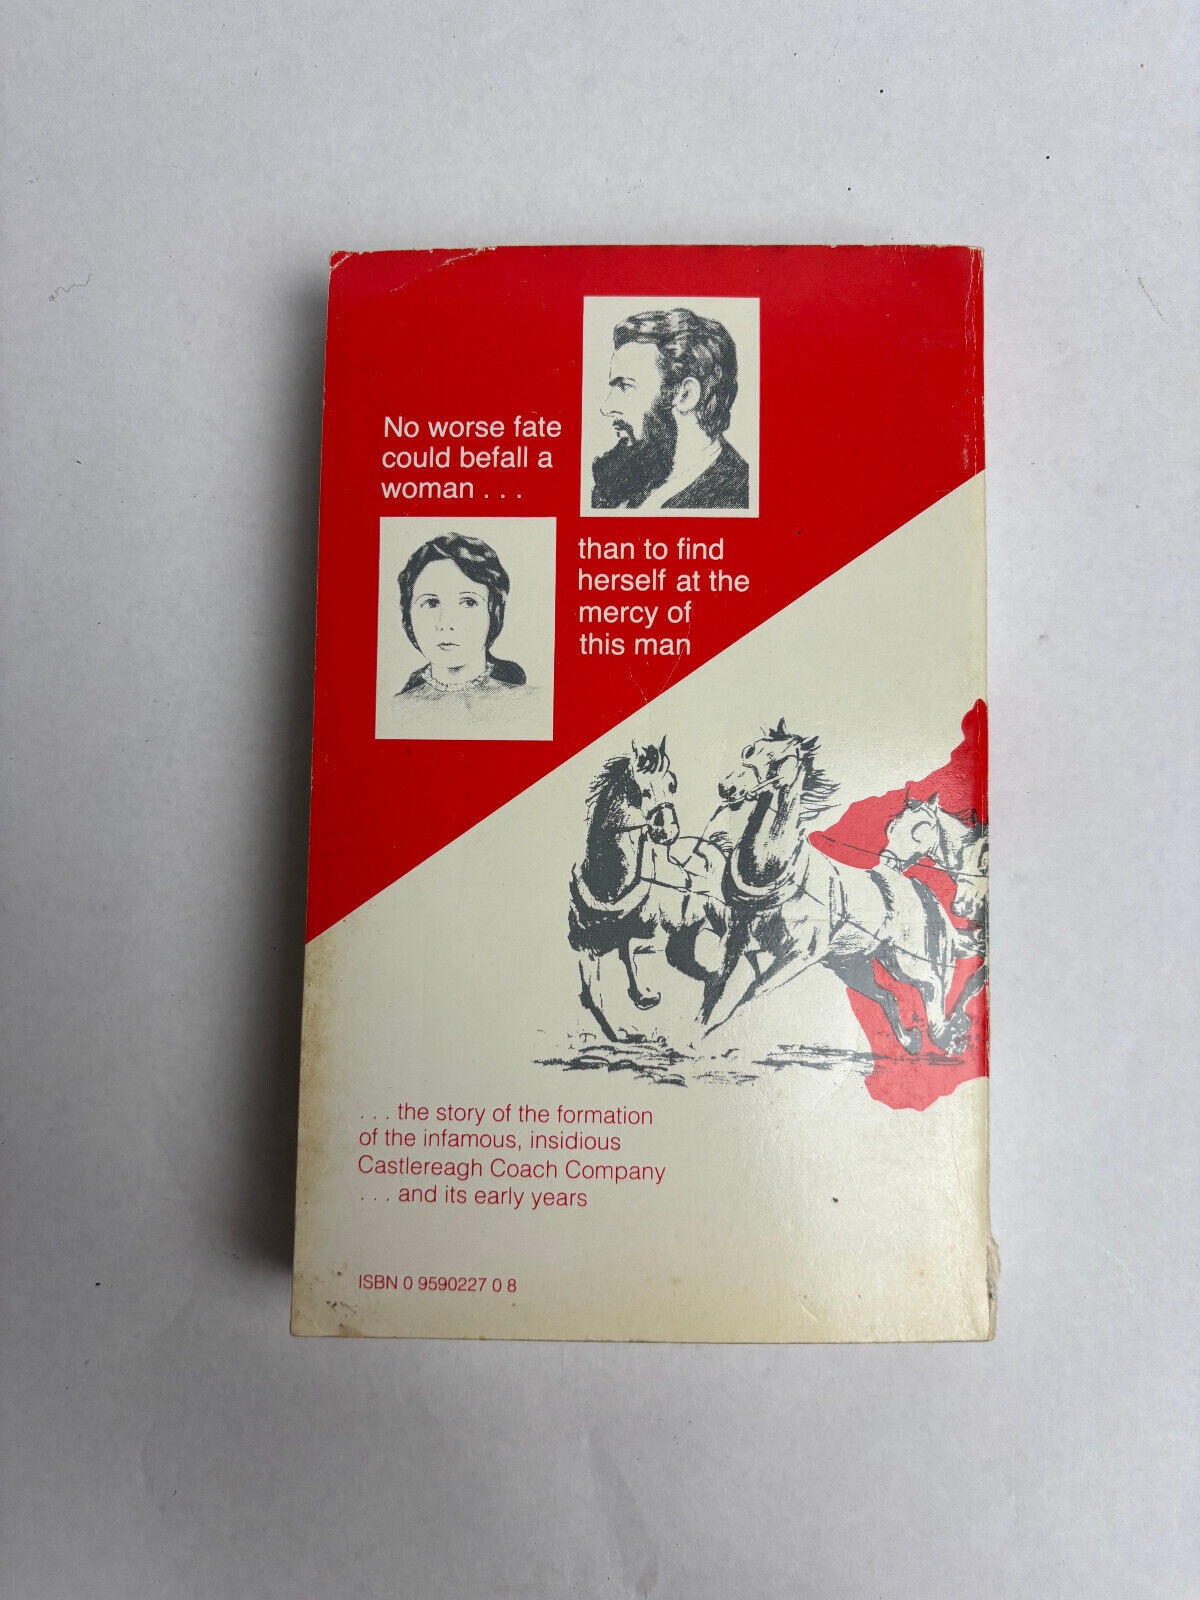 No worse fate
could befall a
woman . . .
than to find
herself at the
mercy of
this man
. . . the story of the formation
of the infamous, insidious
Castlereagh Coach Company
. . . and its early years
ISBN 0 9590227 0 8